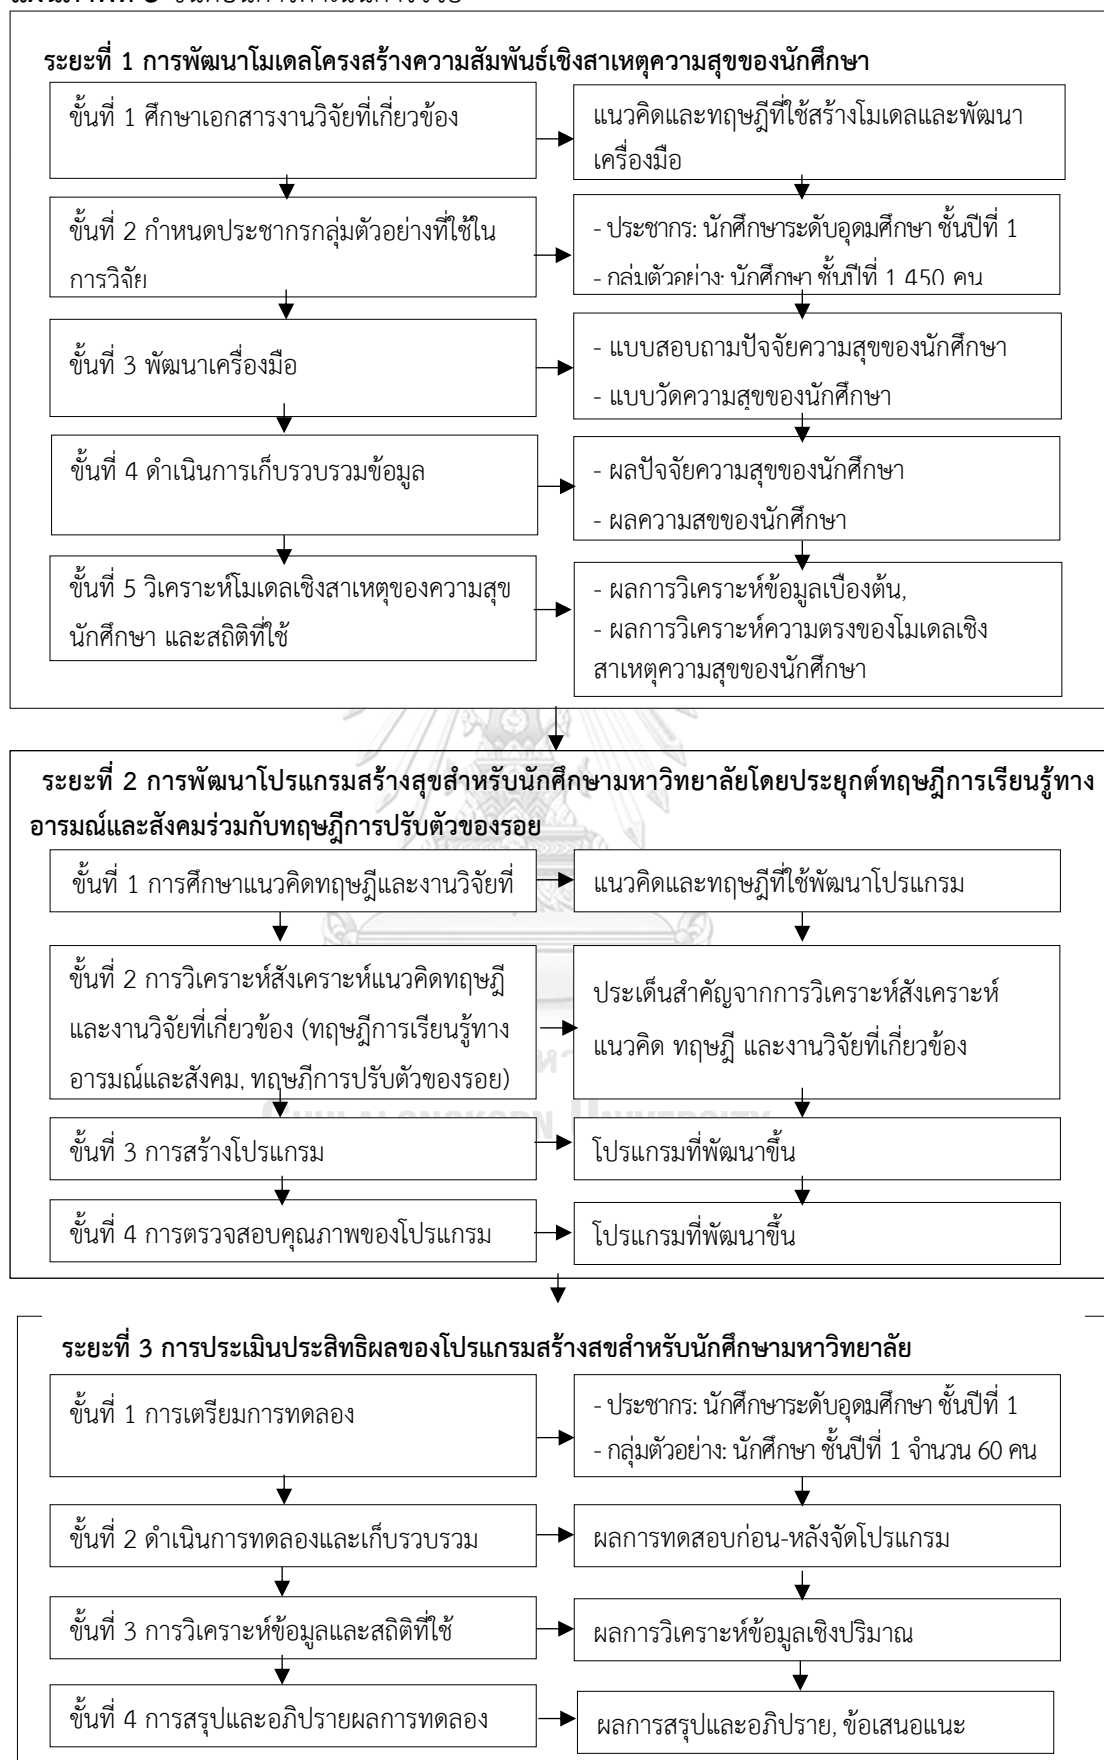 ระยะที่ 1 การพัฒนาโมเดลโครงสร้างความสัมพันธ์เชิงสาเหตุความสุขของนักศึกษา
ขั้นที่ 1 ศึกษาเอกสารงานวิจัยที่เกี่ยวข้อง
แนวคิดและทฤษฎีที่ใช้สร้างโมเดลและพัฒนา
เครื่องมือ
ขั้นที่ 2 กำหนดประชากรกลุ่มตัวอย่างที่ใช้ใน
การวิจัย
- ประชากร: นักศึกษาระดับอุดมศึกษา ชั้นปีที่ 1
- กลุ่มตัวอย่าง: นักศึกษา ชั้นปีที่ 1 450 คน
ขั้นที่ 3 พัฒนาเครื่องมือ
- แบบสอบถามปัจจัยความสุขของนักศึกษา
- แบบวัดความสุขของนักศึกษา
ขั้นที่ 4 ดำเนินการเก็บรวบรวมข้อมูล
- ผลปัจจัยความสุขของนักศึกษา
- ผลความสุขของนักศึกษา
ขั้นที่ 5 วิเคราะห์โมเดลเชิงสาเหตุของความสุข
นักศึกษา และสถิติที่ใช้
- ผลการวิเคราะห์ข้อมูลเบื้องต้น,
- ผลการวิเคราะห์ความตรงของโมเดลเชิง
สาเหตุความสุขของนักศึกษา
ระยะที่ 2 การพัฒนาโปรแกรมสร้างสุขสำหรับนักศึกษามหาวิทยาลัยโดยประยุกต์ทฤษฎีการเรียนรู้ทาง
อารมณ์และสังคมร่วมกับทฤษฎีการปรับตัวของรอย
ขั้นที่ 1 การศึกษาแนวคิดทฤษฎีและงานวิจัยที่
แนวคิดและทฤษฎีที่ใช้พัฒนาโปรแกรม
ขั้นที่ 2 การวิเคราะห์สังเคราะห์แนวคิดทฤษฎี
และงานวิจัยที่เกี่ยวข้อง (ทฤษฎีการเรียนรู้ทาง
อารมณ์และสังคม, ทฤษฎีการปรับตัวของรอย)
ประเด็นสำคัญจากการวิเคราะห์สังเคราะห์
แนวคิด ทฤษฎี และงานวิจัยที่เกี่ยวข้อง
CHULALONGKORN UNIVERSITY
ขั้นที่ 3 การสร้างโปรแกรม
โปรแกรมที่พัฒนาขึ้น
ขั้นที่ 4 การตรวจสอบคุณภาพของโปรแกรม
โปรแกรมที่พัฒนาขึ้น
ระยะที่ 3 การประเมินประสิทธิผลของโปรแกรมสร้างสุขสำหรับนักศึกษามหาวิทยาลัย
ขั้นที่ 1 การเตรียมการทดลอง
- ประชากร: นักศึกษาระดับอุดมศึกษา ชั้นปีที่ 1
- กลุ่มตัวอย่าง: นักศึกษา ชั้นปีที่ 1 จำนวน 60 คน
ขั้นที่ 2 ดำเนินการทดลองและเก็บรวบรวม
ผลการทดสอบก่อน-หลังจัดโปรแกรม
ขั้นที่ 3 การวิเคราะห์ข้อมูลและสถิติที่ใช้
ผลการวิเคราะห์ข้อมูลเชิงปริมาณ
ขั้นที่ 4 การสรุปและอภิปรายผลการทดลอง
ผลการสรุปและอภิปราย, ข้อเสนอแนะ